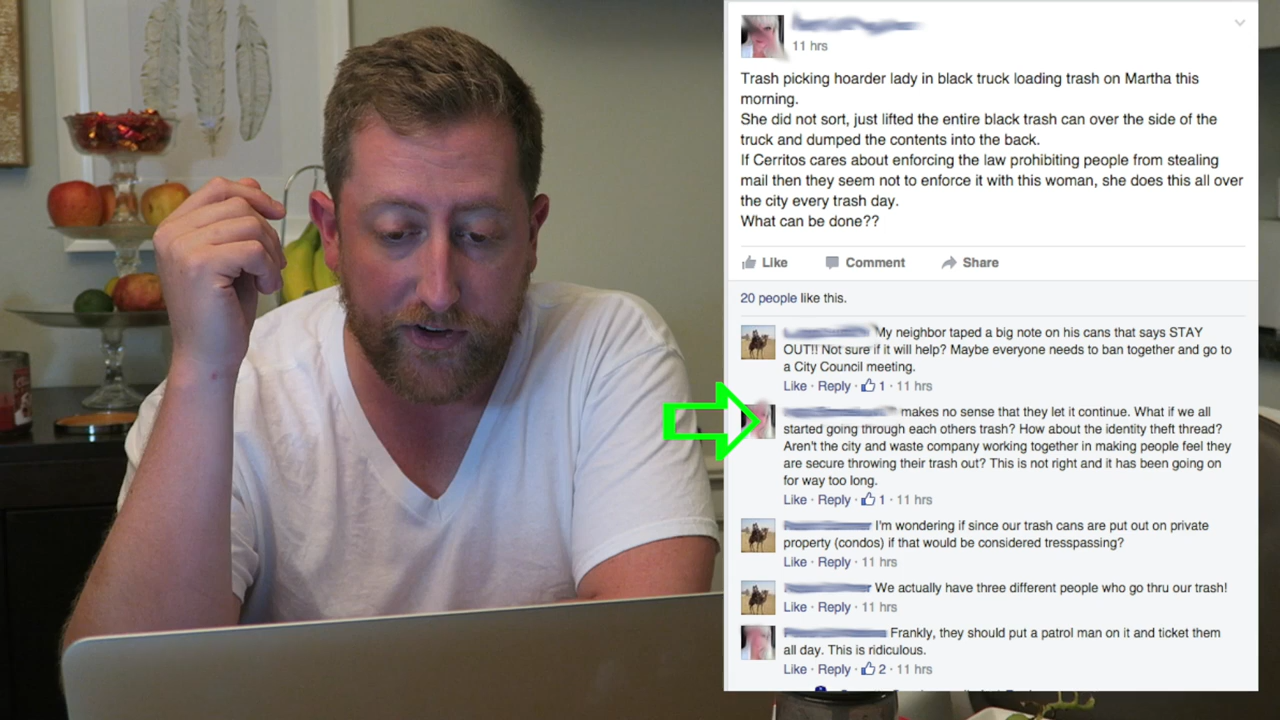 11 hrs
Trash picking hoarder lady in black truck loading trash on Martha this
morning.
She did not sort, just lifted the entire black trash can over the side of the
truck and dumped the contents into the back.
If Cerritos cares about enforcing the law prohibiting people from stealing
mail then they seem not to enforce it with this woman, she does this all over
the city every trash day.
What can be done??
Like Comment Share
20 people like this.
My neighbor taped a big note on his cans that says STAY
OUT!! Not sure if it will help? Maybe everyone needs to ban together and go to
a City Council meeting.
Like · Reply · 1 · 11 hrs
makes no sense that they let it continue. What if we all
started going through each others trash? How about the identity theft thread?
Aren't the city and waste company working together in making people feel they
are secure throwing their trash out? This is not right and it has been going on
for way too long.
Like · Reply · 1 · 11 hrs
I'm wondering if since our trash cans are put out on private
property (condos) if that would be considered tresspassing?
Like · Reply · 11 hrs
We actually have three different people who go thru our trash!
Like · Reply · 11 hrs
Frankly, they should put a patrol man on it and ticket them
all day. This is ridiculous.
Like · Reply · 2 · 11 hrs